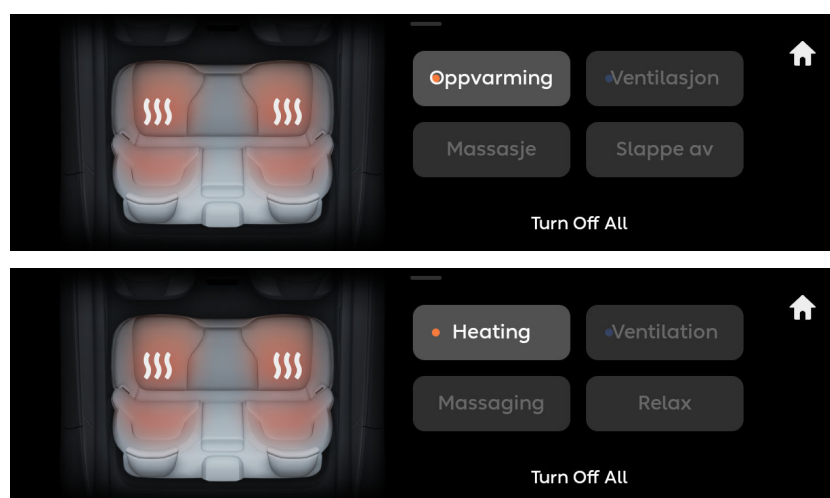 Oppvarming
Ventilasjon
Massasje
Slappe av
Turn Off All
Heating
Ventilation
Massaging
Relax
Turn Off All